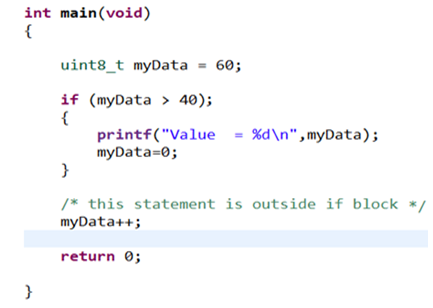 int main(void)
{
uint8_t myData = 60;
if (myData > 40);
{
printf("Value  = %d\n",myData);
myData=0;
}
/* this statement is outside if block */
myData++;
return 0;
}